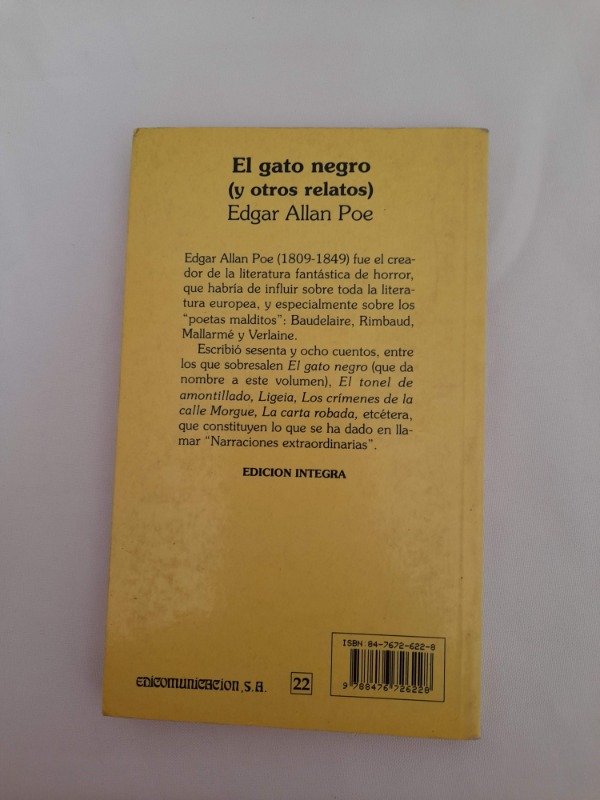 El gato negro
(y otros relatos)
Edgar Allan Poe
Edgar Allan Poe (1809-1849) fue el crea-
dor de la literatura fantástica de horror,
que habría de influir sobre toda la litera-
tura europea, y especialmente sobre los
“poetas malditos”: Baudelaire, Rimbaud,
Mallarmé y Verlaine.
Escribió sesenta y ocho cuentos, entre
los que sobresalen El gato negro (que da
nombre a este volumen), El tonel de
amontillado, Ligeia, Los crímenes de la
calle Morgue, La carta robada, etcétera,
que constituyen lo que se ha dado en lla-
mar “Narraciones extraordinarias”.
EDICION INTEGRA
ISBN 84-7672-622-8
9 788476 726228
EDICOMUNICACION, S.A.
22